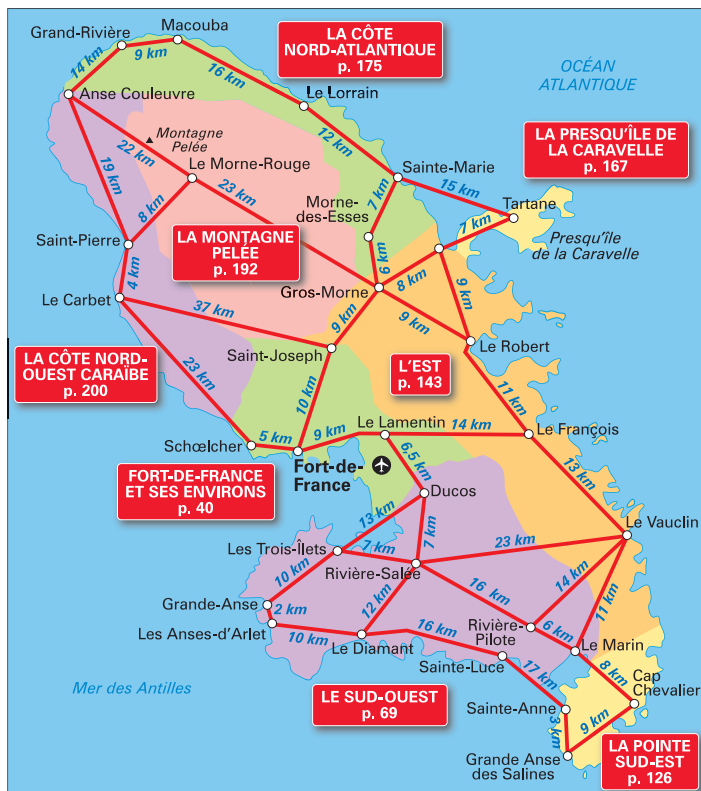 Macouba
Grand-Rivière
LA CÔTE
NORD-ATLANTIQUE
p. 175
14 km
9 km
16 km
OCÉAN
ATLANTIQUE
Anse Couleuvre
Le Lorrain
Montagne
Pelée
22 km
12 km
LA PRESQU'ÎLE DE
LA CARAVELLE
p. 167
Le Morne-Rouge
Sainte-Marie
15 km
19 km
23 km
7 km
Tartane
8 km
Morne-
des-Esses
7 km
Saint-Pierre
LA MONTAGNE
PELÉE
p. 192
Presqu'île
de la Caravelle
4 km
9 km
8 km
9 km
Le Carbet
Gros-Morne
37 km
9 km
9 km
Saint-Joseph
Le Robert
LA CÔTE NORD-
OUEST CARAÏBE
p. 200
23 km
L'EST
p. 143
11 km
10 km
Le Lamentin
14 km
Le François
Schœlcher
5 km
9 km
Fort-de-
France
6,5 km
13 km
FORT-DE-FRANCE
ET SES ENVIRONS
p. 40
Ducos
13 km
7 km
Le Vauclin
Les Trois-Îlets
7 km
23 km
Rivière-Salée
10 km
14 km
11 km
Grande-Anse
12 km
16 km
2 km
Rivière-
Pilote
6 km
Les Anses-d'Arlet
10 km
Le Diamant
16 km
Le Marin
Sainte-Luce
8 km
Cap
Chevalier
17 km
Mer des Antilles
LE SUD-OUEST
p. 69
Sainte-Anne
3 km
9 km
Grande Anse
des Salines
LA POINTE
SUD-EST
p. 126